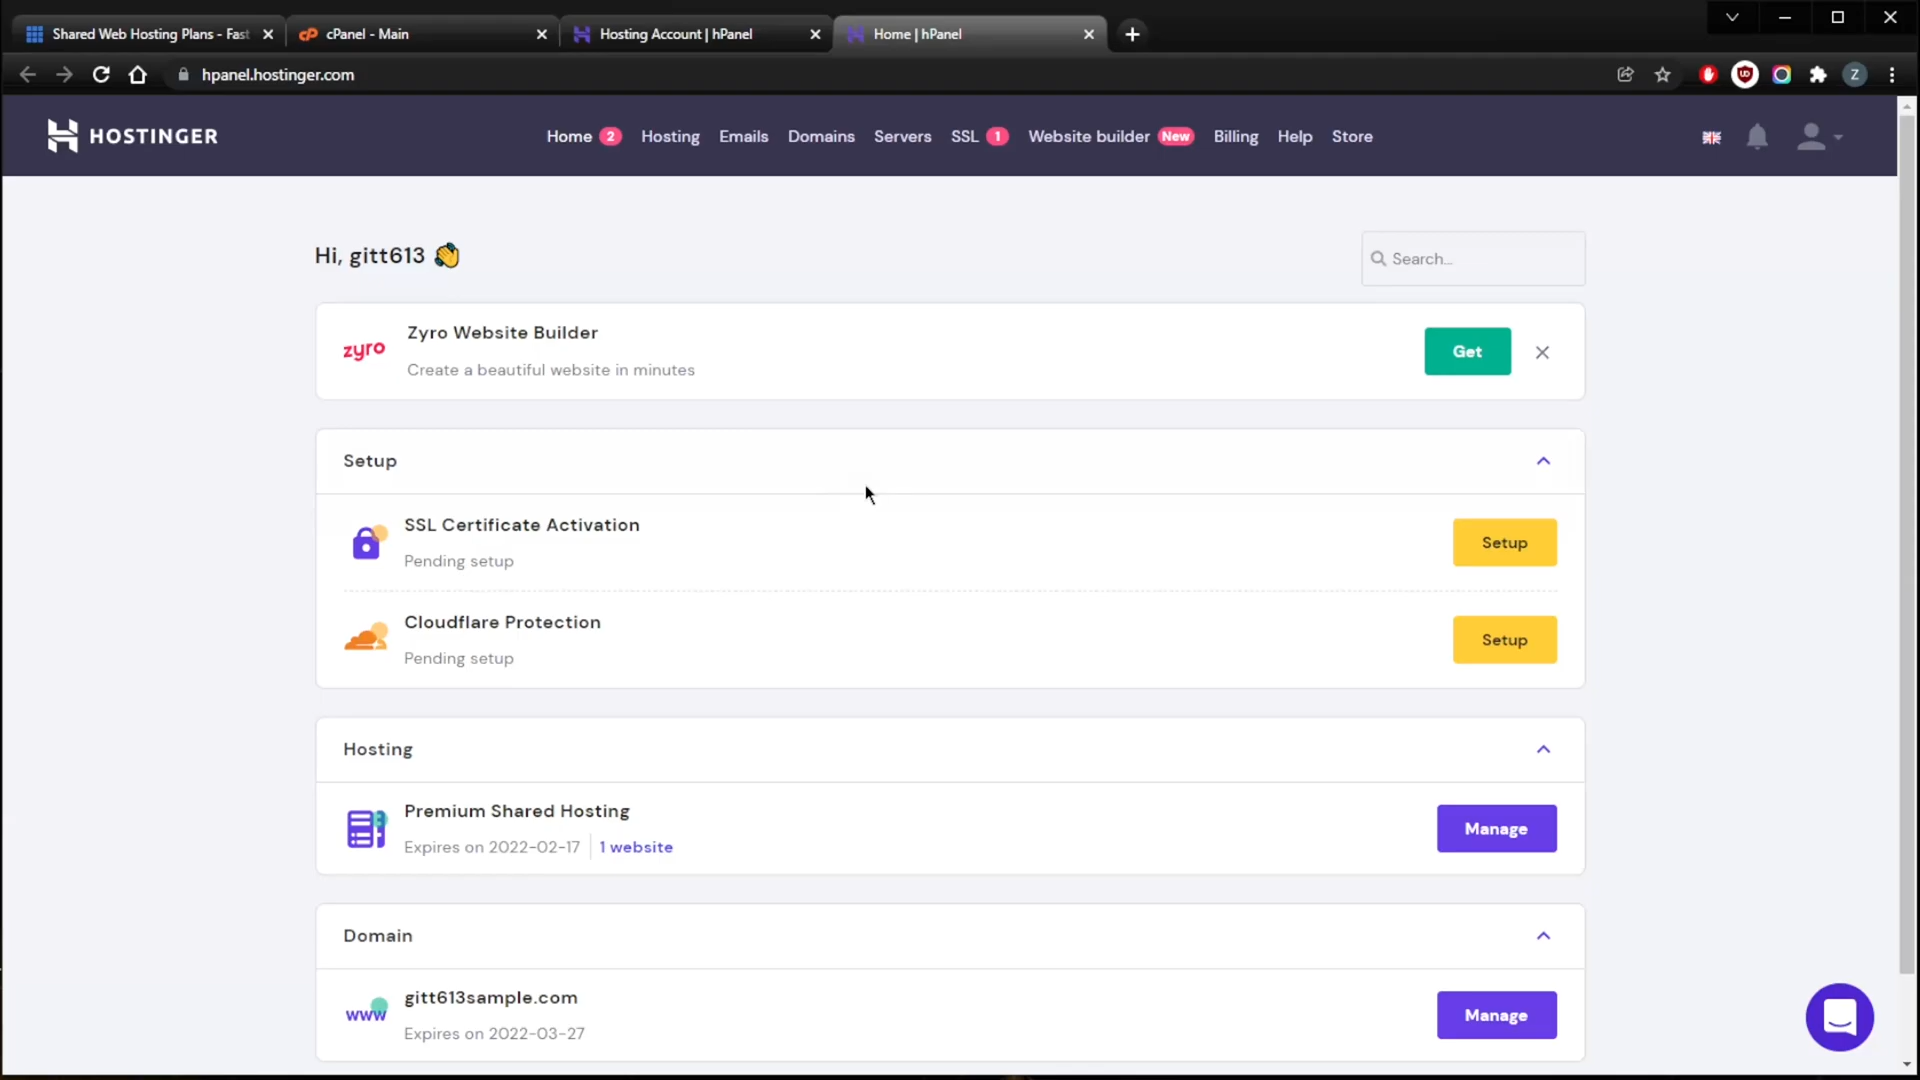 Shared Web Hosting Plans - Fast
cPanel - Main
Hosting Account | hPanel
Home | hPanel
hpanel.hostinger.com
Z
HOSTINGER
Home 2 Hosting Emails Domains Servers SSL 1 Website builder New Billing Help Store
Hi, gitt613
Search...
zyro
Zyro Website Builder
Create a beautiful website in minutes
Get
Setup
SSL Certificate Activation
Pending setup
Setup
Cloudflare Protection
Pending setup
Setup
Hosting
Premium Shared Hosting
Expires on 2022-02-17 1 website
Manage
Domain
www
gitt613sample.com
Expires on 2022-03-27
Manage